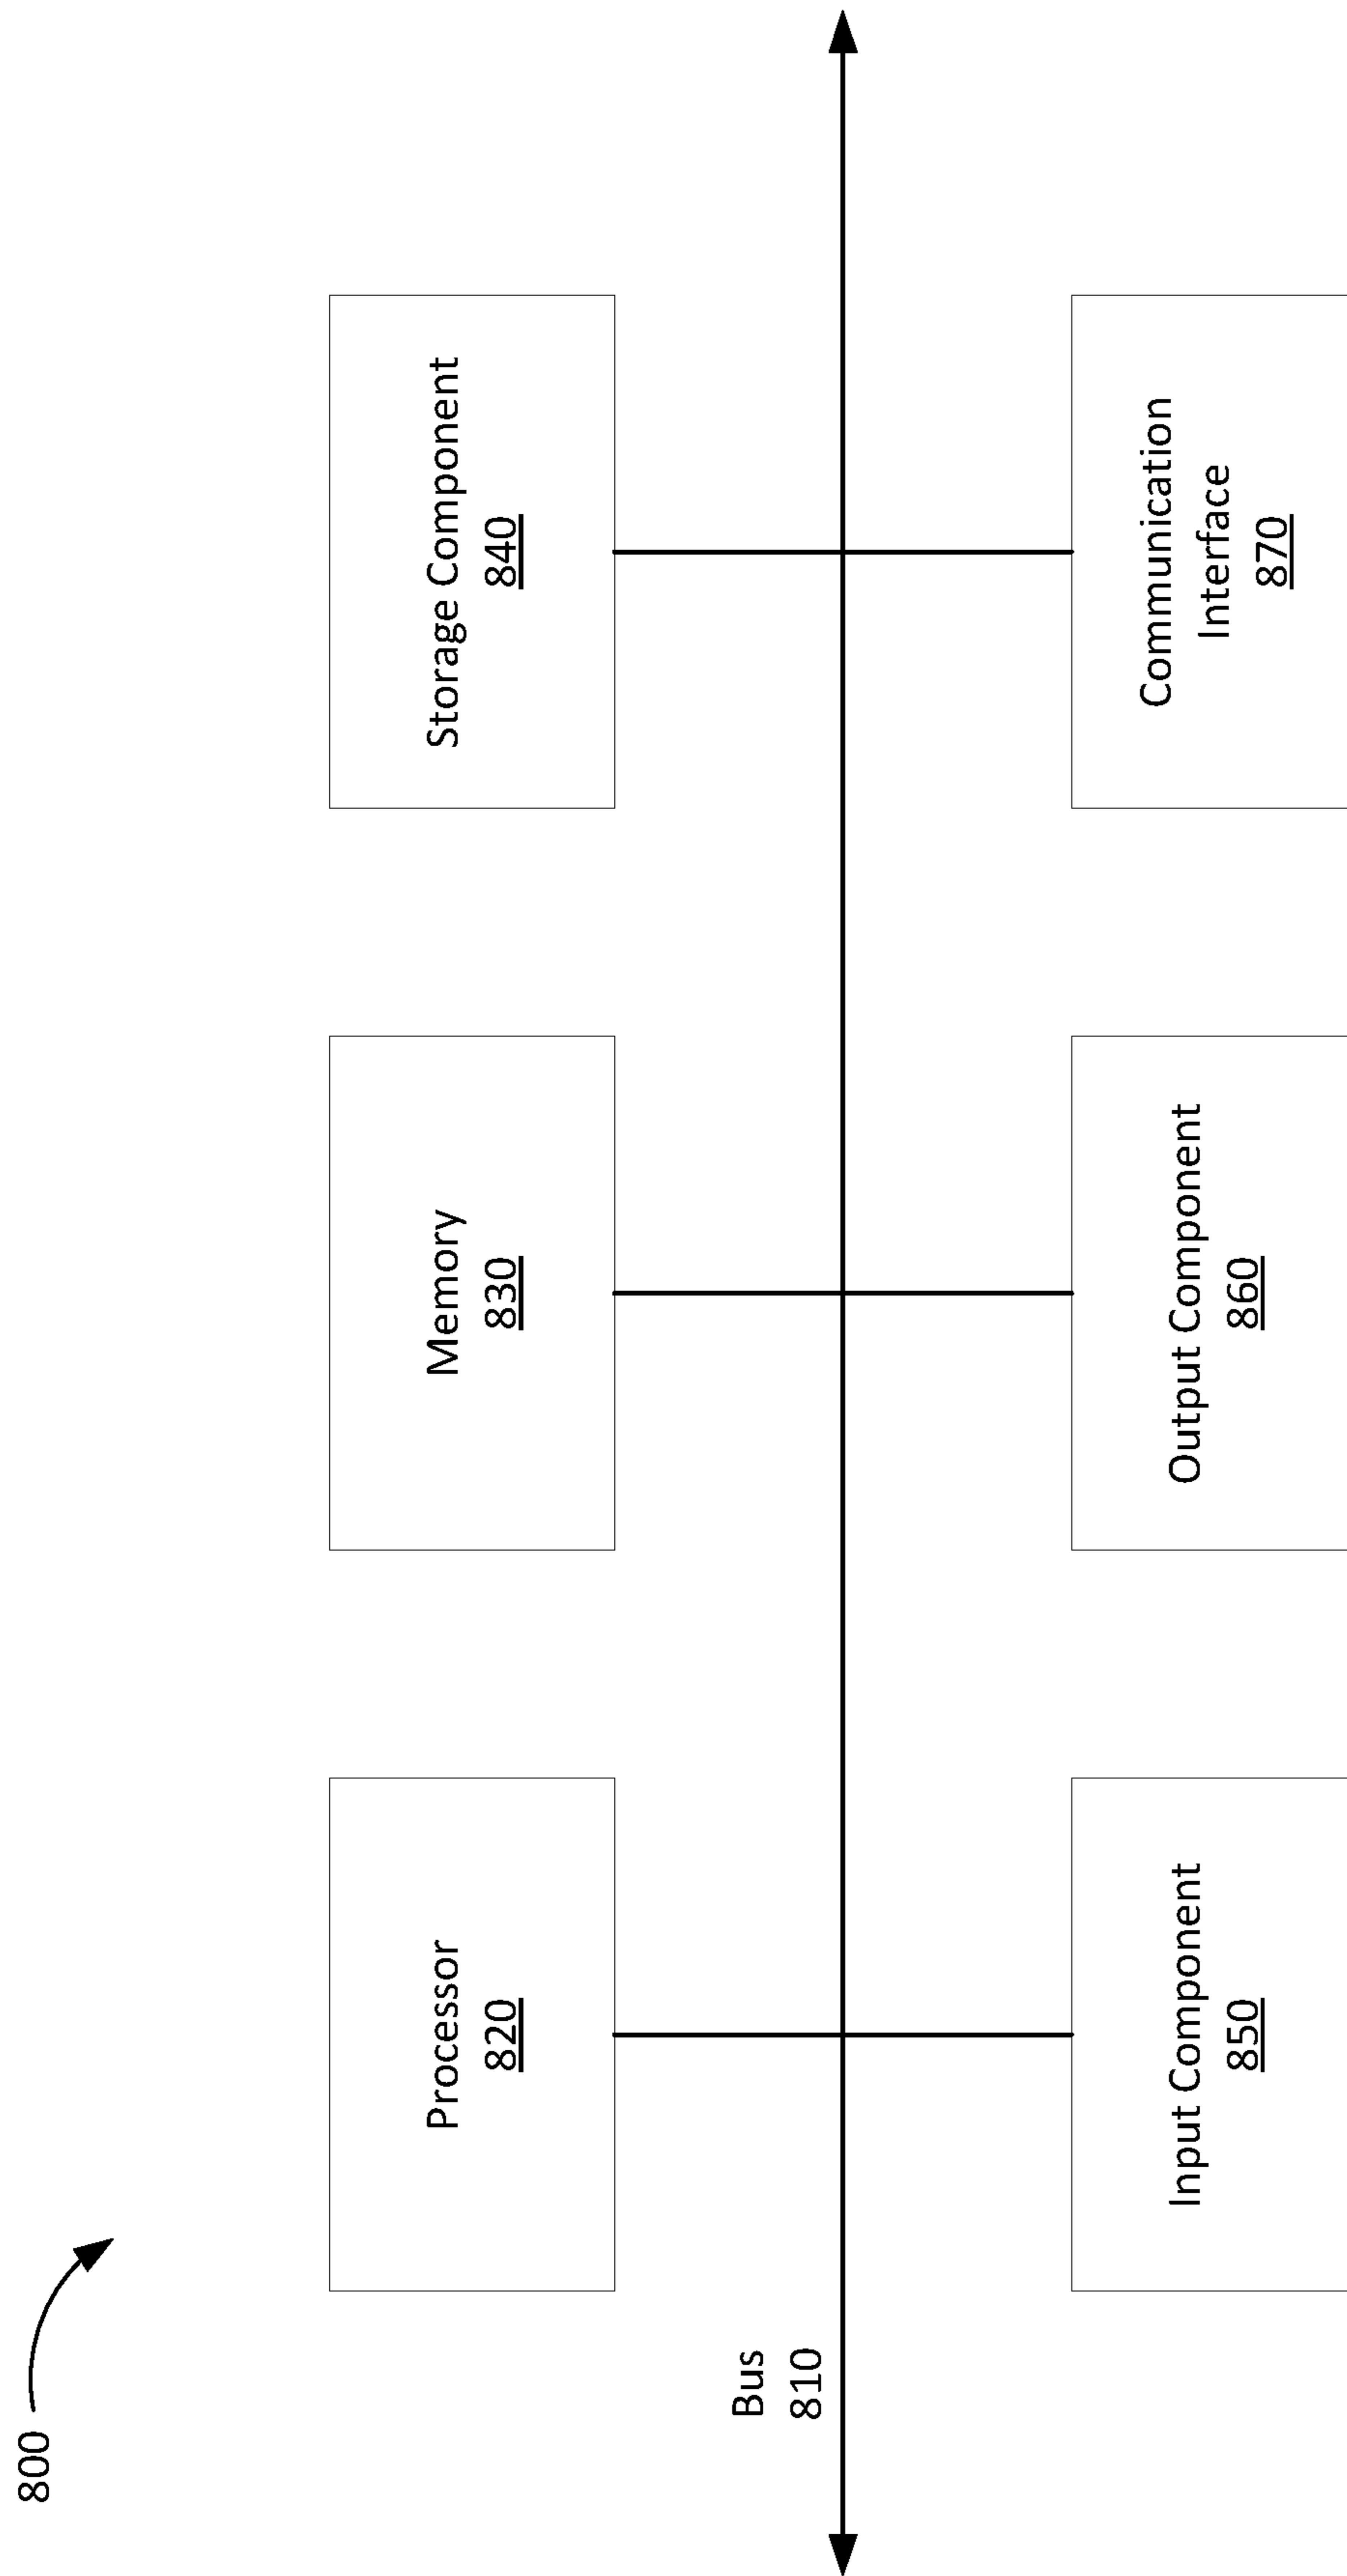 800
Processor
820
Memory
830
Storage Component
840
Bus
810
Input Component
850
Output Component
860
Communication
Interface
870